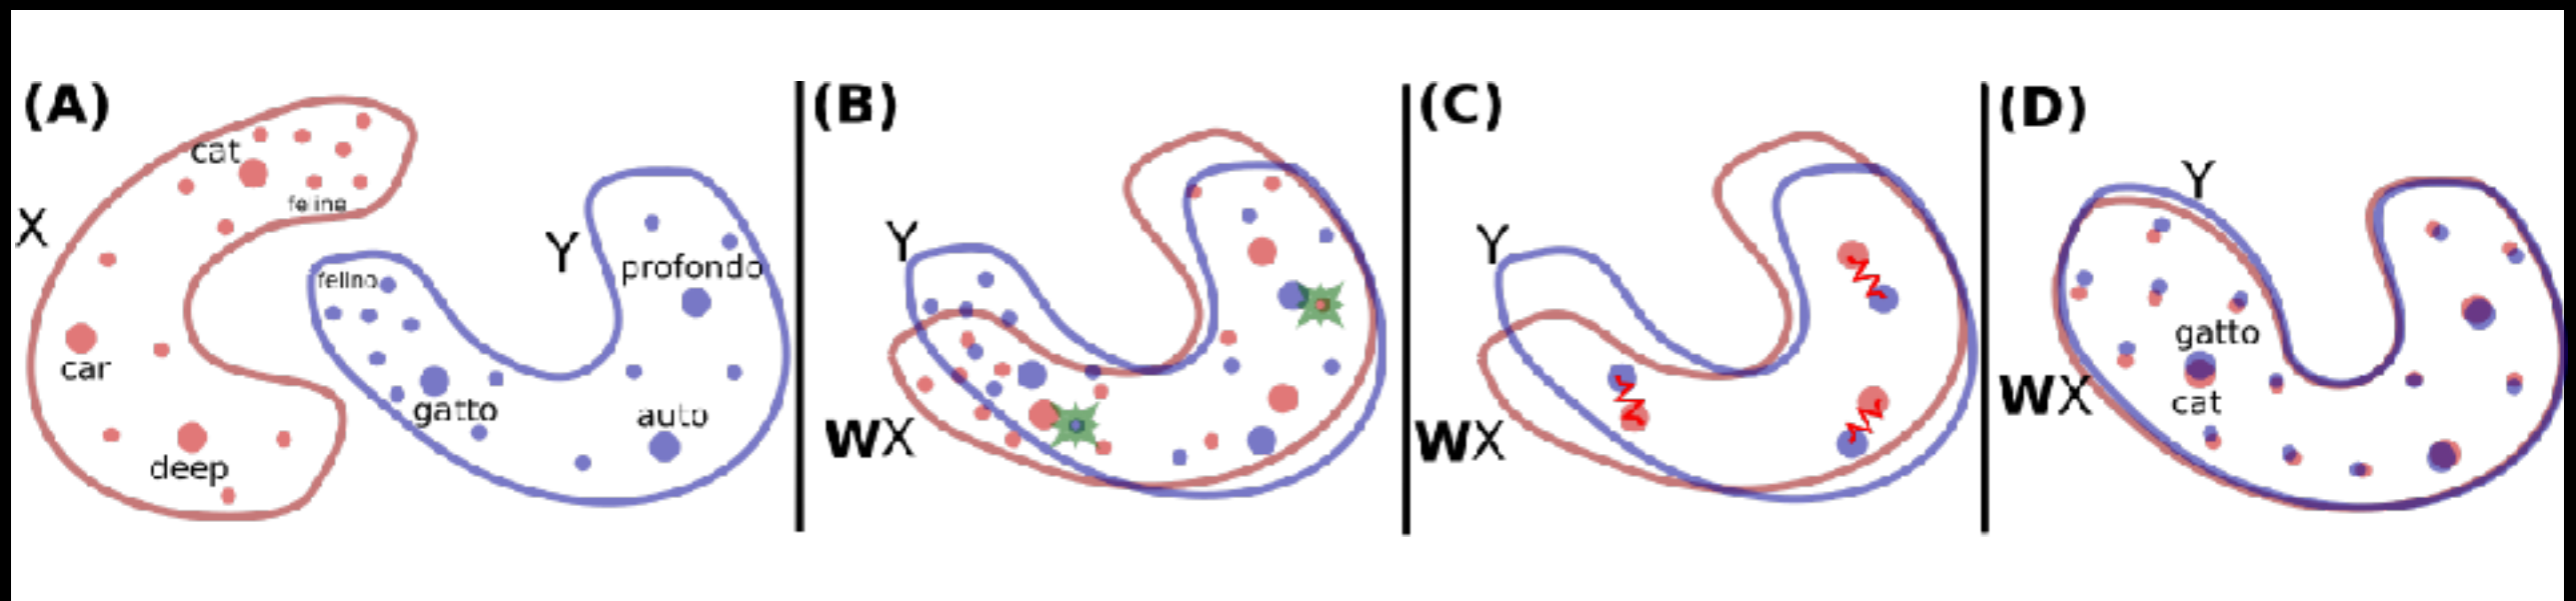 (A)
cat
feline
X
car
deep
felino
Y
profondo
gatto
auto
(B)
Y
WX
(C)
Y
WX
(D)
Y
gatto
WX
cat